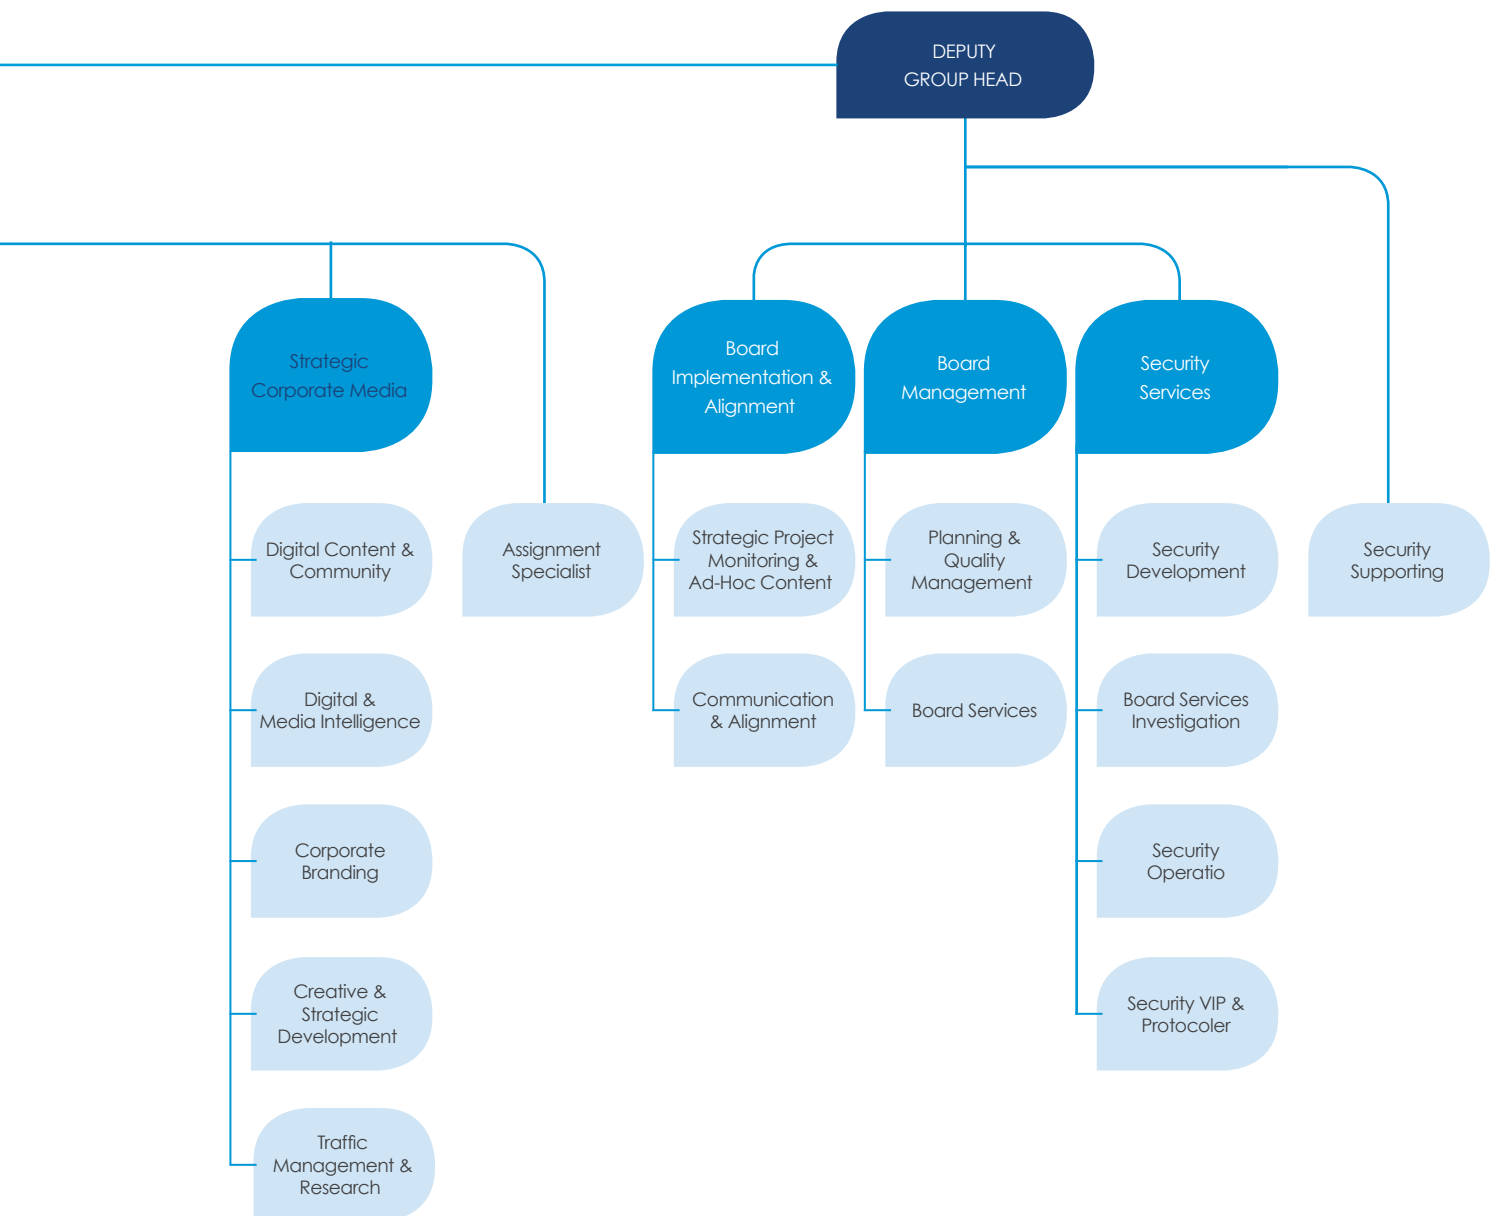 DEPUTY
GROUP HEAD
Strategic
Corporate Media
Board
Implementation &
Alignment
Board
Management
Security
Services
Digital Content &
Community
Assignment
Specialist
Strategic Project
Monitoring &
Ad-Hoc Content
Planning &
Quality
Management
Security
Development
Security
Supporting
Digital &
Media Intelligence
Communication
& Alignment
Board Services
Board Services
Investigation
Corporate
Branding
Security
Operatio
Creative &
Strategic
Development
Security VIP &
Protocoler
Traffic
Management &
Research